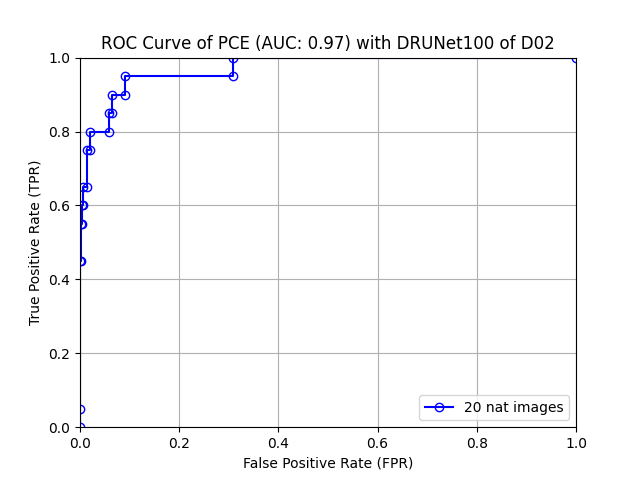 ROC Curve of PCE (AUC: 0.97) with DRUNet100 of D02
1.0
0.8
0.6
0.4
0.2
0.0
True Positive Rate (TPR)
20 nat images
0.0 0.2 0.4 0.6 0.8 1.0
False Positive Rate (FPR)